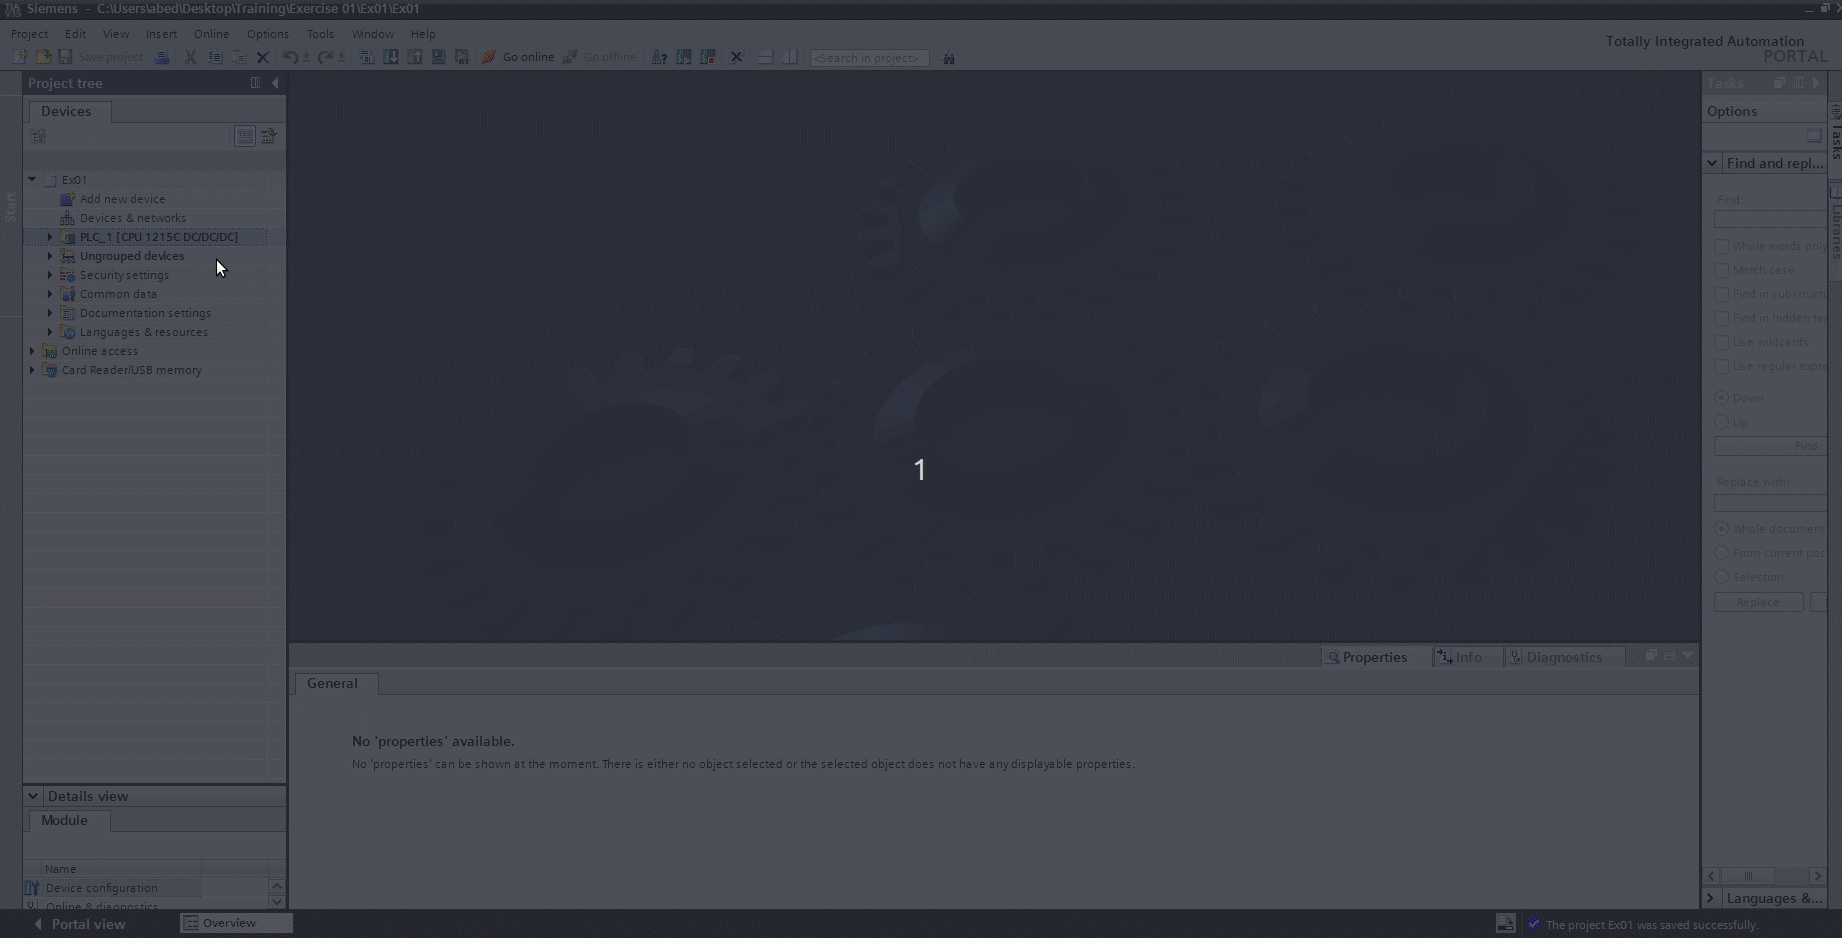 Siemens - C:\Users\abed\Desktop\Training\Exercise 01\Ex01\Ex01
Project Edit View Insert Online Options Tools Window Help
Totally Integrated Automation
PORTAL
Save project
Go online
Go offline
<Search in project>
Project tree
Devices
Start
Ex01
Add new device
Devices & networks
PLC_1 [CPU 1215C DC/DC/DC]
Ungrouped devices
Security settings
Common data
Documentation settings
Languages & resources
Online access
Card Reader/USB memory
1
Properties
Info
Diagnostics
General
No 'properties' available.
No 'properties' can be shown at the moment. There is either no object selected or the selected object does not have any displayable properties.
Details view
Module
Name
Device configuration
Online & diagnostics
Tasks
Options
Find and repl...
Find:
Whole words only
Match case
Find in substructu
Find in hidden te
Use wildcards
Use regular expre
Down
Up
Find
Replace with:
Whole document
From current pos
Selection
Replace
Languages &...
Tasks
Libraries
Portal view
Overview
The project Ex01 was saved successfully.